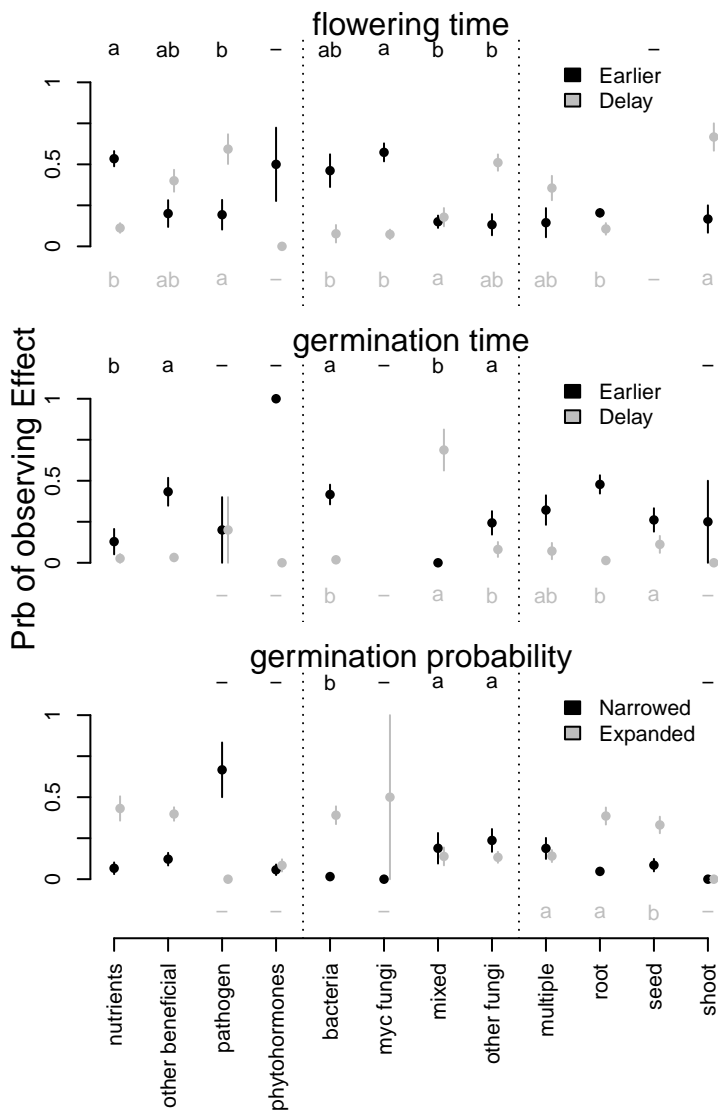 flowering time
a ab b – ab a b b –
1
Earlier
Delay
0.5
0
b ab a – b b a ab ab b – a
germination time
b a – – a – b a –
1
Earlier
Delay
0.5
0
– – b – a b ab b a –
germination probability
– – b – a a –
1
Narrowed
Expanded
0.5
0
– – – a a b –
Prb of observing Effect
nutrients
other beneficial
pathogen
phytohormones
bacteria
myc fungi
mixed
other fungi
multiple
root
seed
shoot